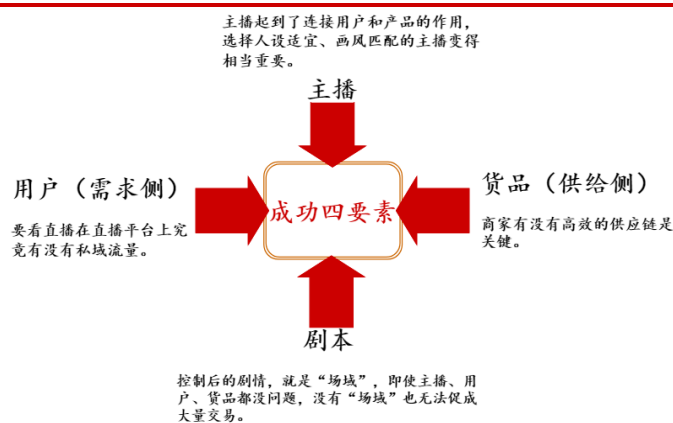 主播起到了连接用户和产品的作用，
选择人设适宜、画风匹配的主播变得
相当重要。
主播
用户（需求侧）
要看直播在直播平台上究
竟有没有私域流量。
成功四要素
货品（供给侧）
商家有没有高效的供应链是
关键。
剧本
控制后的剧情，就是“场域”，即使主播、用
户、货品都没问题，没有“场域”也无法促成
大量交易。